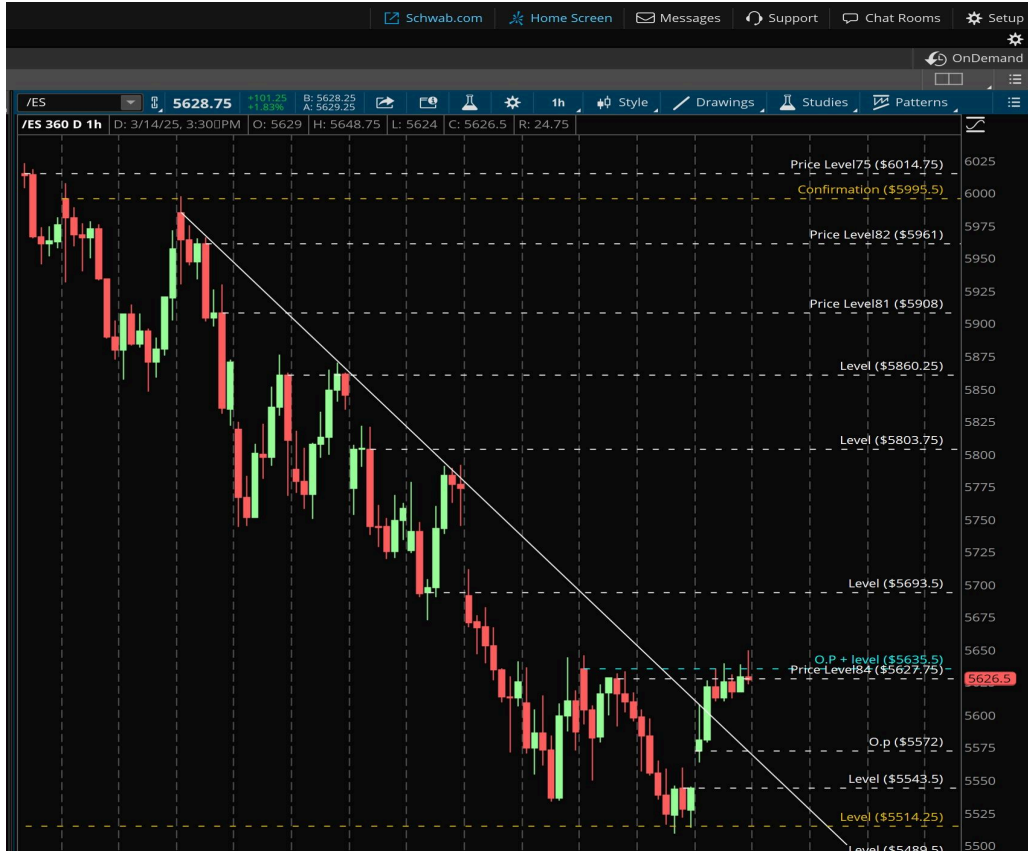 Schwab.com Home Screen Messages Support Chat Rooms Setup
OnDemand
/ES 5628.75 +101.25 +1.83% B: 5628.25 A: 5629.25 1h Style Drawings Studies Patterns
/ES 360 D 1h D: 3/14/25, 3:30▯PM O: 5629 H: 5648.75 L: 5624 C: 5626.5 R: 24.75
Price Level75 ($6014.75)
6025
Confirmation ($5995.5)
6000
Price Level82 ($5961)
5975
5950
5925
Price Level81 ($5908)
5900
5875
Level ($5860.25)
5850
5825
Level ($5803.75)
5800
5775
5750
5725
Level ($5693.5)
5700
5675
5650
O.P + level ($5635.5)
Price Level84 ($5627.75)
5626.5
5600
O.p ($5572)
5575
Level ($5543.5)
5550
5525
Level ($5514.25)
5500
Level ($5489.5)